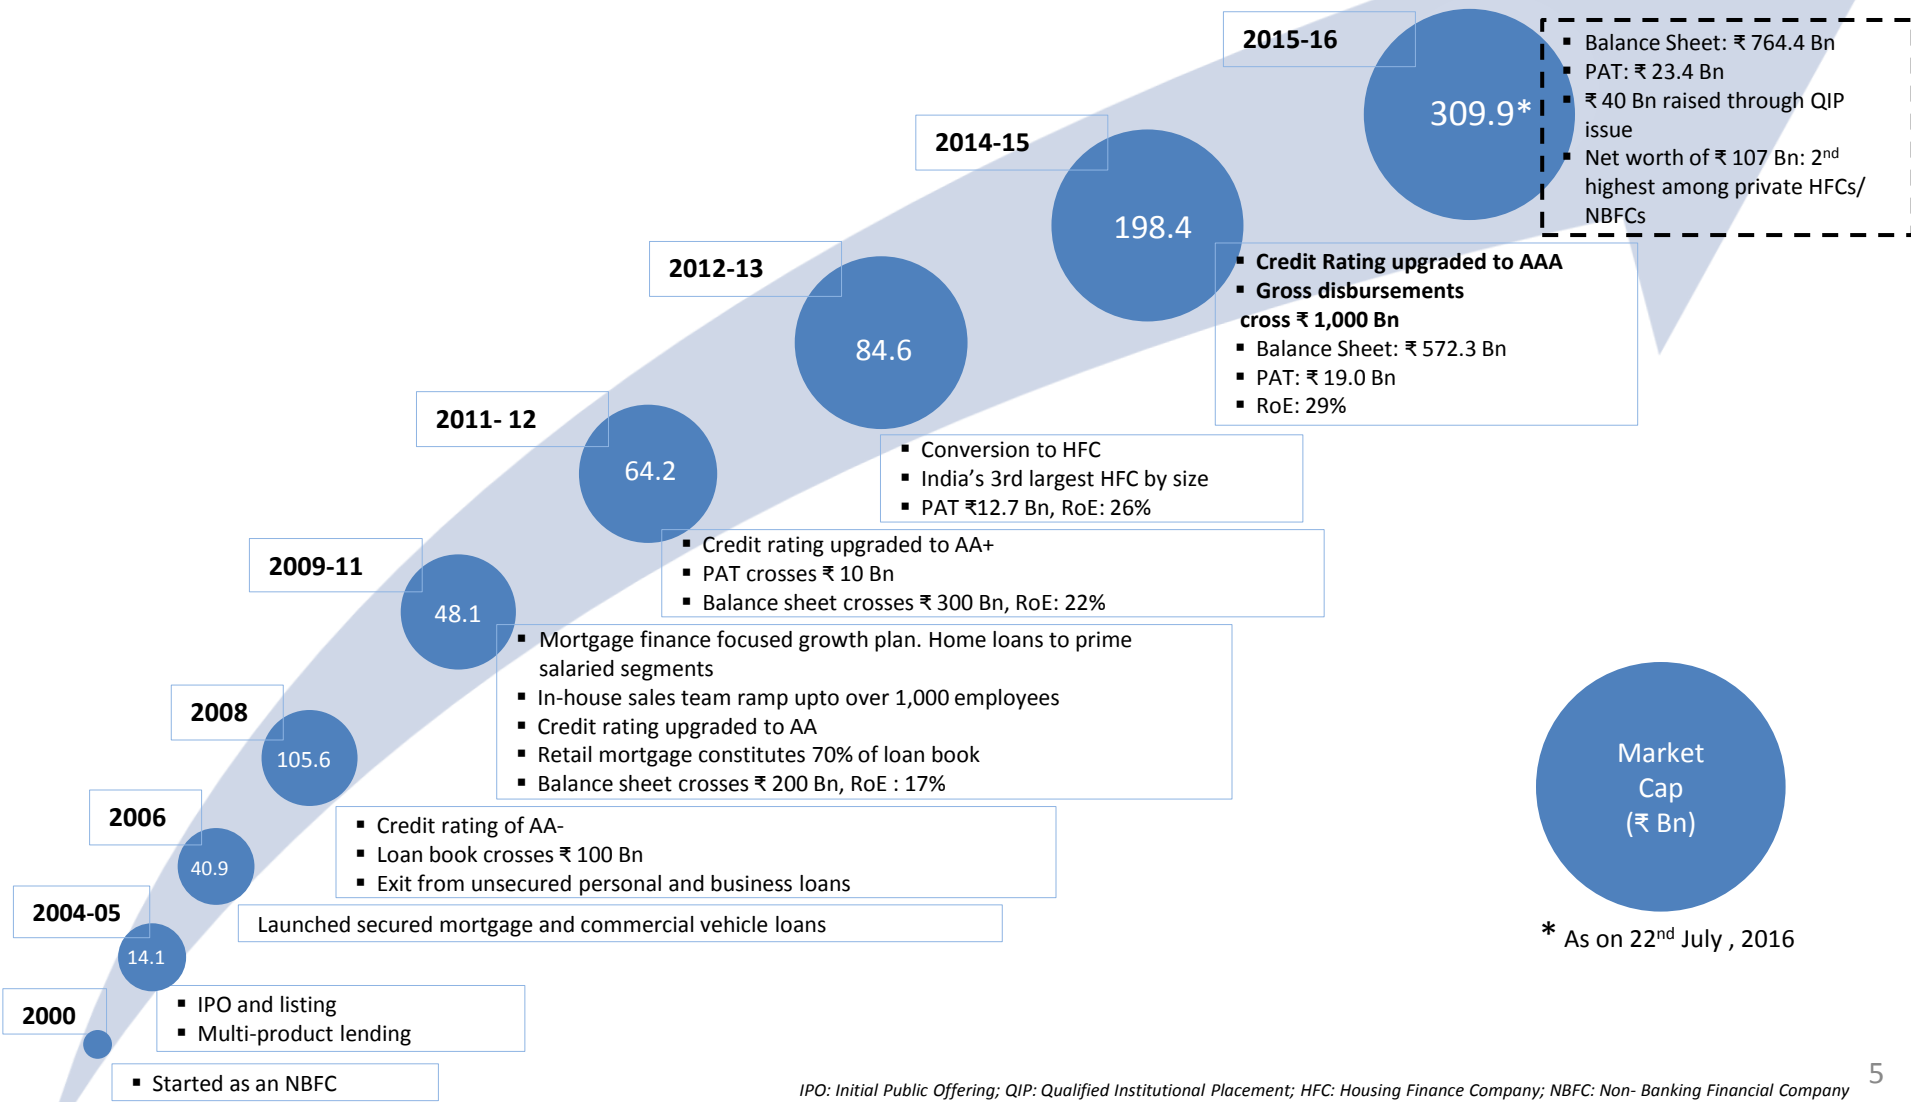 2015-16
309.9*
▪ Balance Sheet: ₹ 764.4 Bn
▪ PAT: ₹ 23.4 Bn
▪ ₹ 40 Bn raised through QIP
issue
▪ Net worth of ₹ 107 Bn: 2nd
highest among private HFCs/
NBFCs
2014-15
198.4
▪ Credit Rating upgraded to AAA
▪ Gross disbursements
cross ₹ 1,000 Bn
▪ Balance Sheet: ₹ 572.3 Bn
▪ PAT: ₹ 19.0 Bn
▪ RoE: 29%
2012-13
84.6
▪ Conversion to HFC
▪ India’s 3rd largest HFC by size
▪ PAT ₹12.7 Bn, RoE: 26%
2011- 12
64.2
▪ Credit rating upgraded to AA+
▪ PAT crosses ₹ 10 Bn
▪ Balance sheet crosses ₹ 300 Bn, RoE: 22%
2009-11
48.1
▪ Mortgage finance focused growth plan. Home loans to prime
salaried segments
▪ In-house sales team ramp upto over 1,000 employees
▪ Credit rating upgraded to AA
▪ Retail mortgage constitutes 70% of loan book
▪ Balance sheet crosses ₹ 200 Bn, RoE : 17%
2008
105.6
▪ Credit rating of AA-
▪ Loan book crosses ₹ 100 Bn
▪ Exit from unsecured personal and business loans
2006
40.9
Launched secured mortgage and commercial vehicle loans
2004-05
14.1
▪ IPO and listing
▪ Multi-product lending
2000
▪ Started as an NBFC
Market
Cap
(₹ Bn)
* As on 22nd July , 2016
IPO: Initial Public Offering; QIP: Qualified Institutional Placement; HFC: Housing Finance Company; NBFC: Non- Banking Financial Company
5